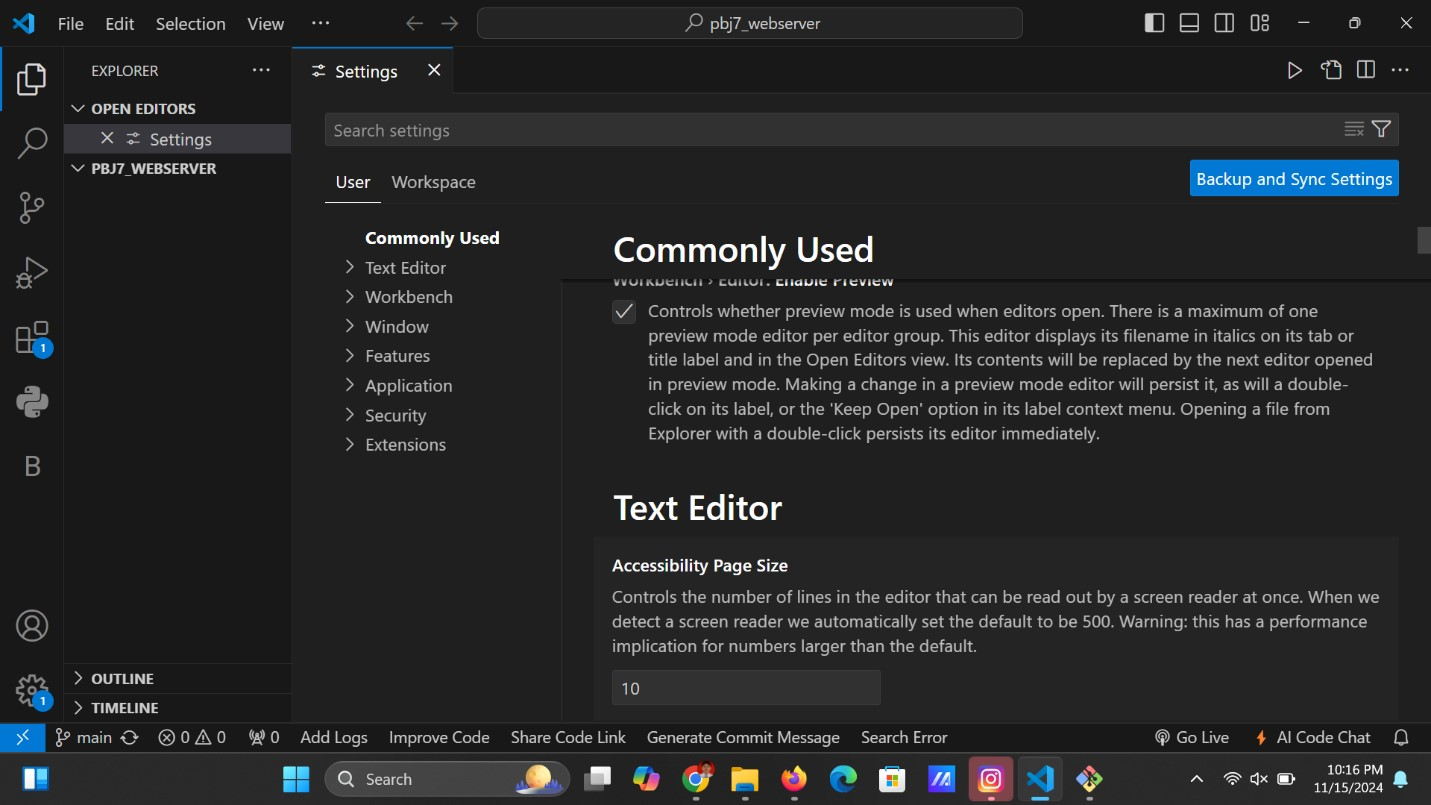 File Edit Selection View ···
pbj7_webserver
EXPLORER
Settings
OPEN EDITORS
Settings
PBJ7_WEBSERVER
Search settings
User Workspace
Backup and Sync Settings
Commonly Used
Text Editor
Workbench
Window
Features
Application
Security
Extensions
Commonly Used
Workbench › Editor: Enable Preview
Controls whether preview mode is used when editors open. There is a maximum of one
preview mode editor per editor group. This editor displays its filename in italics on its tab or
title label and in the Open Editors view. Its contents will be replaced by the next editor opened
in preview mode. Making a change in a preview mode editor will persist it, as will a double-
click on its label, or the 'Keep Open' option in its label context menu. Opening a file from
Explorer with a double-click persists its editor immediately.
Text Editor
Accessibility Page Size
Controls the number of lines in the editor that can be read out by a screen reader at once. When we
detect a screen reader we automatically set the default to be 500. Warning: this has a performance
implication for numbers larger than the default.
10
1
B
1
OUTLINE
TIMELINE
main 0 0 0 Add Logs Improve Code Share Code Link Generate Commit Message Search Error Go Live AI Code Chat
Search
10:16 PM
11/15/2024